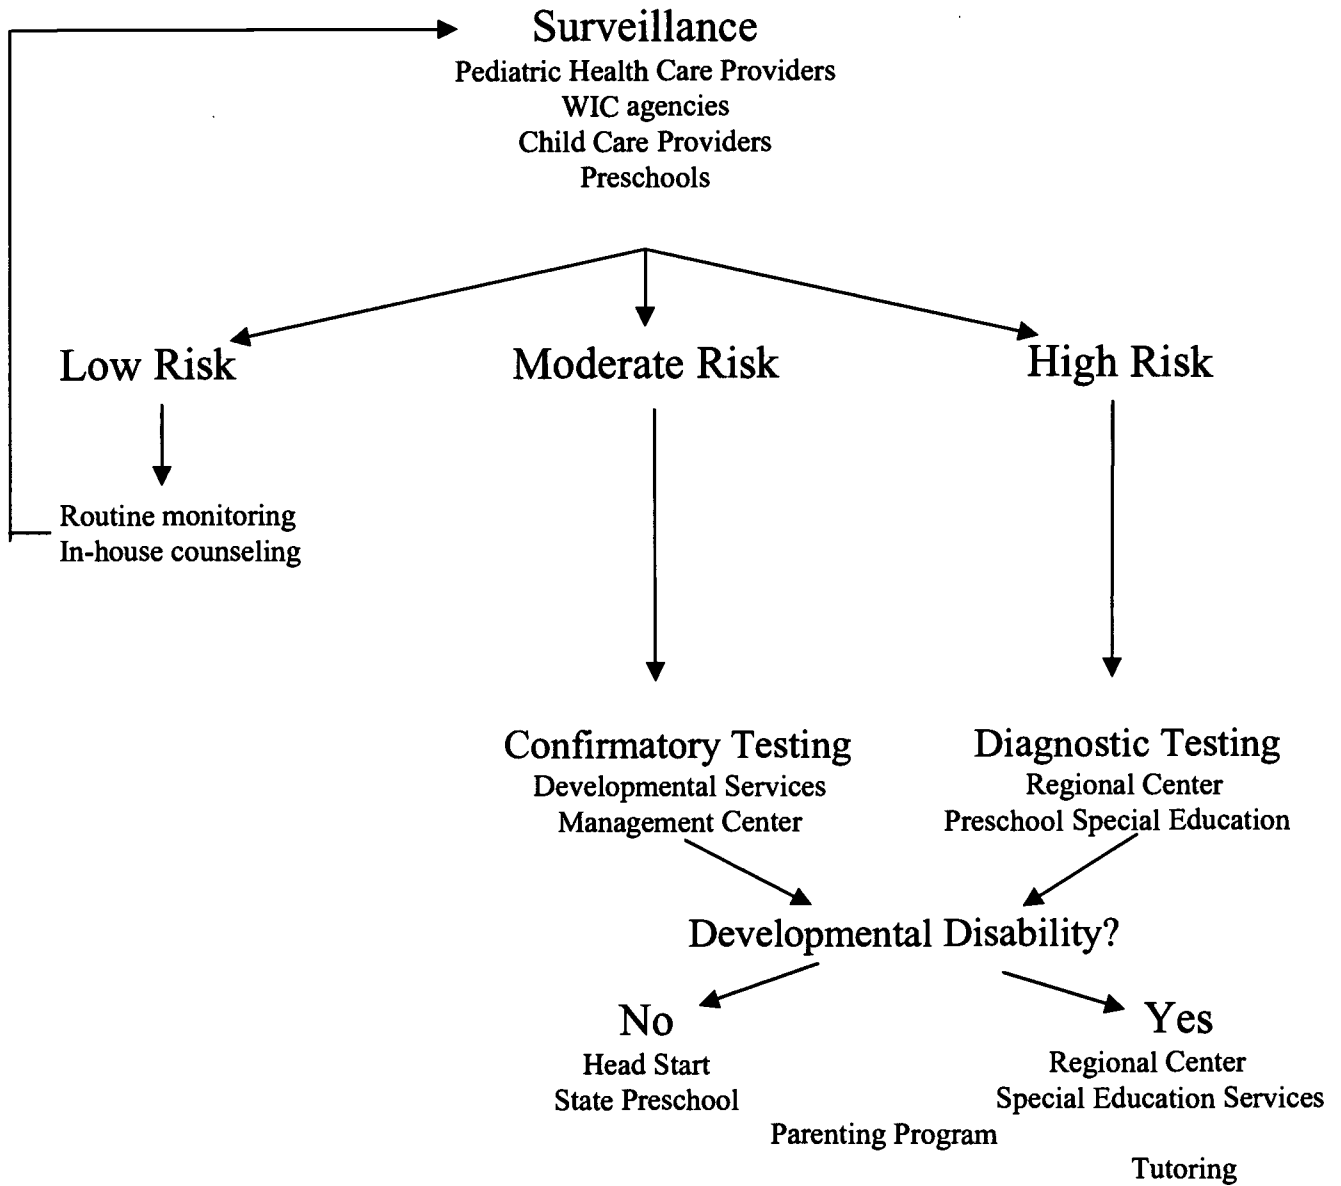 Surveillance
Pediatric Health Care Providers
WIC agencies
Child Care Providers
Preschools
Low Risk
Moderate Risk
High Risk
Routine monitoring
In-house counseling
Confirmatory Testing
Developmental Services
Management Center
Diagnostic Testing
Regional Center
Preschool Special Education
Developmental Disability?
No
Head Start
State Preschool
Yes
Regional Center
Special Education Services
Parenting Program
Tutoring